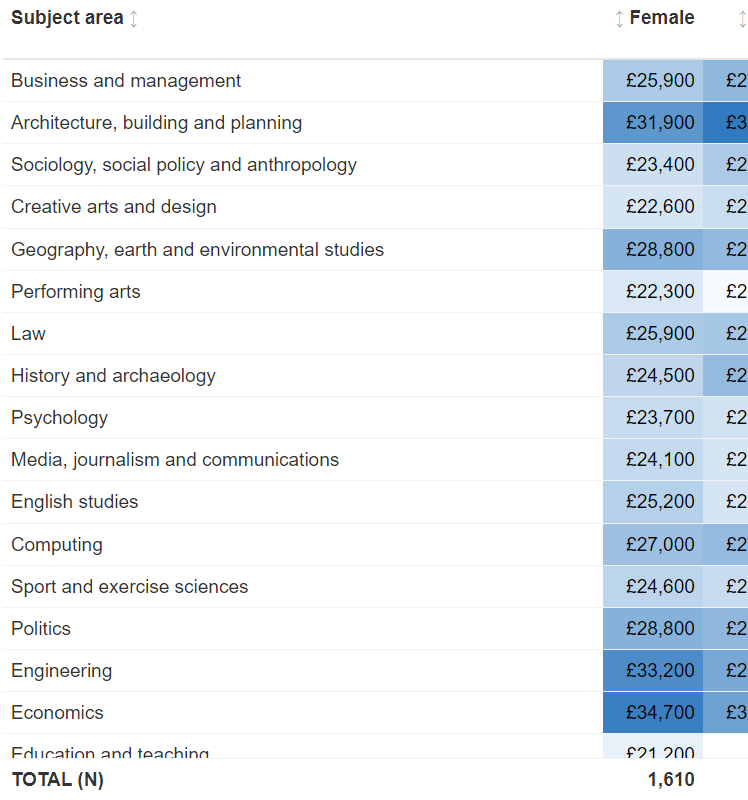 Subject area Female
Business and management £25,900 £2
Architecture, building and planning £31,900 £3
Sociology, social policy and anthropology £23,400 £2
Creative arts and design £22,600 £2
Geography, earth and environmental studies £28,800 £2
Performing arts £22,300 £2
Law £25,900 £2
History and archaeology £24,500 £2
Psychology £23,700 £2
Media, journalism and communications £24,100 £2
English studies £25,200 £2
Computing £27,000 £2
Sport and exercise sciences £24,600 £2
Politics £28,800 £2
Engineering £33,200 £2
Economics £34,700 £3
Education and teaching £21,200
TOTAL (N) 1,610